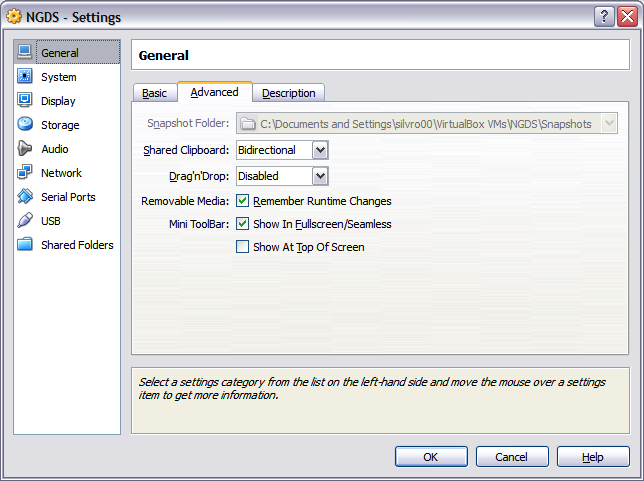 NGDS - Settings
General
System
Display
Storage
Audio
Network
Serial Ports
USB
Shared Folders
General
Basic Advanced Description
Snapshot Folder: C:\Documents and Settings\silvro00\VirtualBox VMs\NGDS\Snapshots
Shared Clipboard: Bidirectional
Drag'n'Drop: Disabled
Removable Media: Remember Runtime Changes
Mini ToolBar: Show In Fullscreen/Seamless
Show At Top Of Screen
Select a settings category from the list on the left-hand side and move the mouse over a settings
item to get more information.
OK Cancel Help